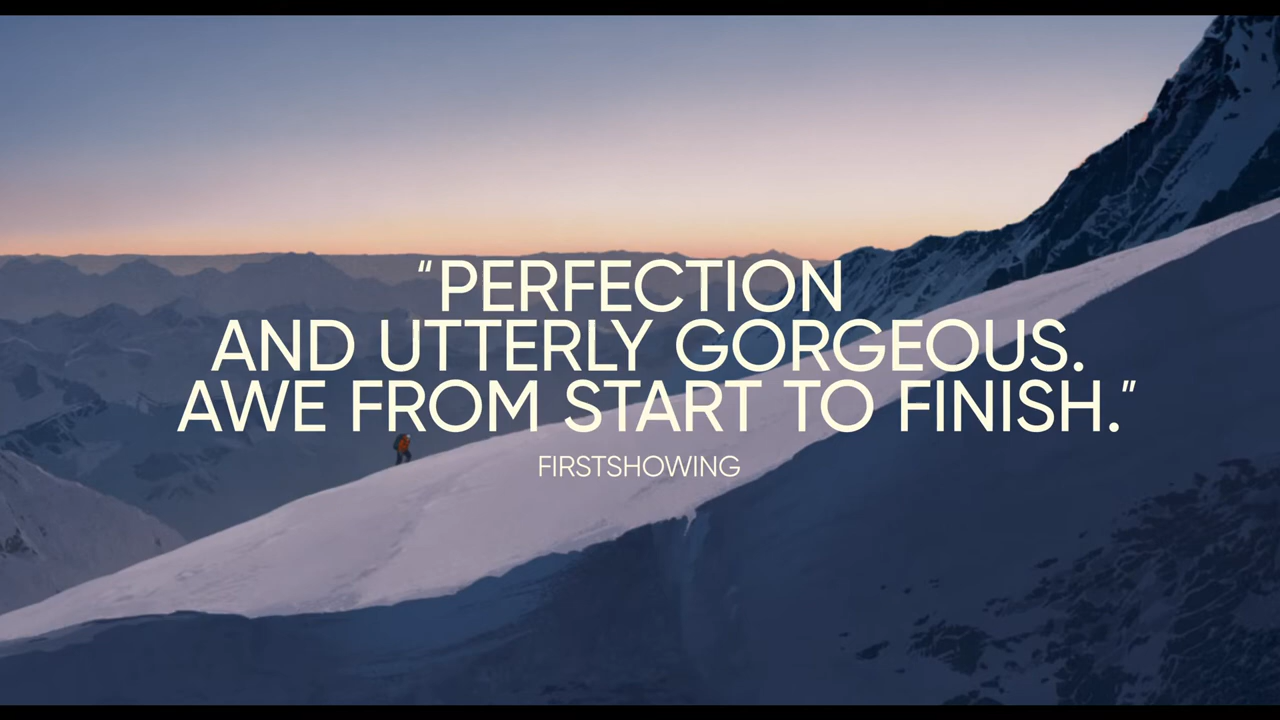 “PERFECTION
AND UTTERLY GORGEOUS.
AWE FROM START TO FINISH.”
FIRSTSHOWING